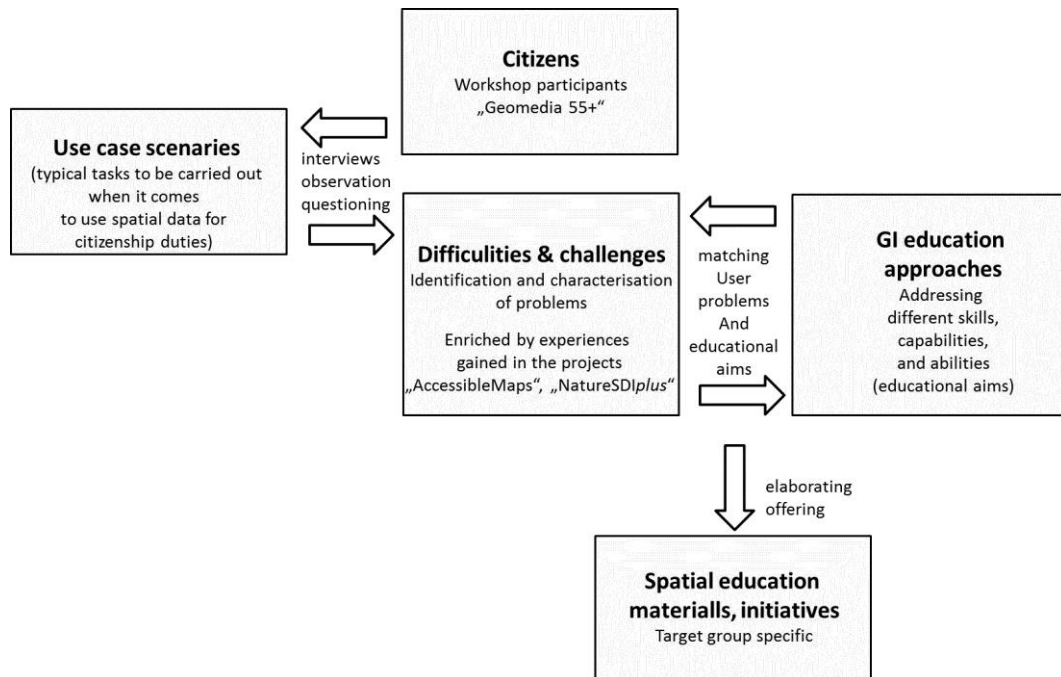 Citizens
Workshop participants
„Geomedia 55+“
Use case scenaries
(typical tasks to be carried out
when it comes
to use spatial data for
citizenship duties)
interviews
observation
questioning
Difficulities & challenges
Identification and characterisation
of problems
Enriched by experiences
gained in the projects
„AccessibleMaps“, „NatureSDIplus“
matching
User
problems
And
educational
aims
GI education
approaches
Addressing
different skills,
capabilities,
and abilities
(educational aims)
elaborating
offering
Spatial education
materialls, initiatives
Target group specific